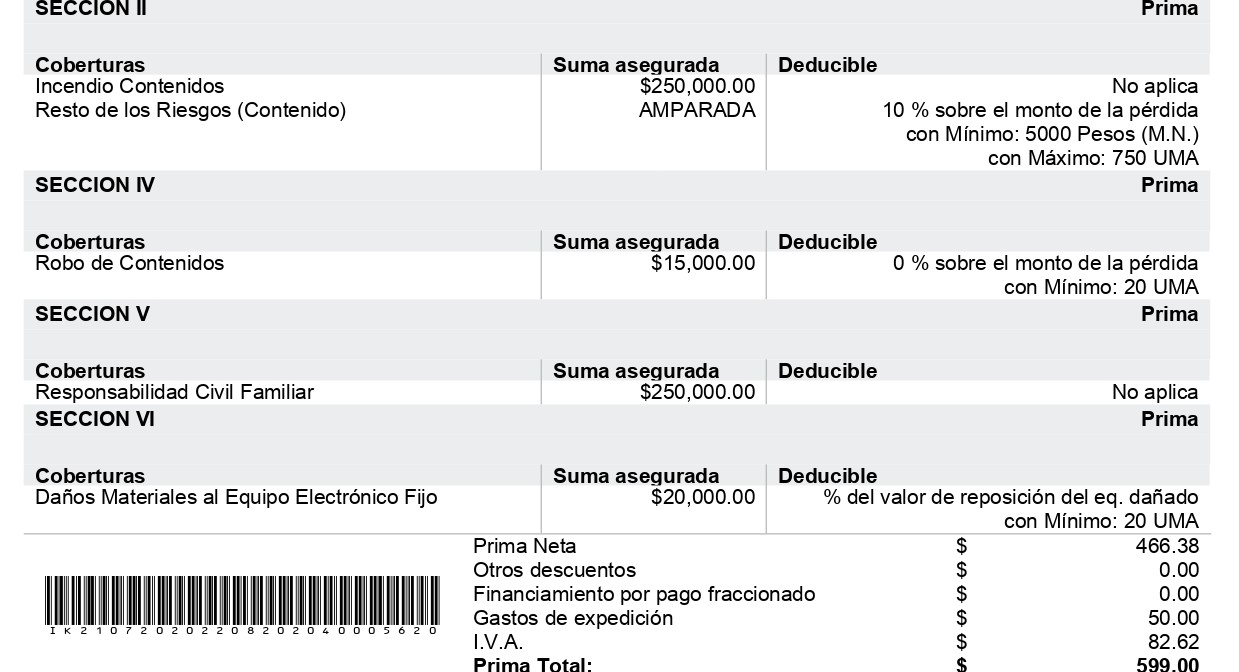 SECCION II Prima
Coberturas Suma asegurada Deducible
Incendio Contenidos $250,000.00 No aplica
Resto de los Riesgos (Contenido) AMPARADA 10 % sobre el monto de la pérdida
con Mínimo: 5000 Pesos (M.N.)
con Máximo: 750 UMA
SECCION IV Prima
Coberturas Suma asegurada Deducible
Robo de Contenidos $15,000.00 0 % sobre el monto de la pérdida
con Mínimo: 20 UMA
SECCION V Prima
Coberturas Suma asegurada Deducible
Responsabilidad Civil Familiar $250,000.00 No aplica
SECCION VI Prima
Coberturas Suma asegurada Deducible
Daños Materiales al Equipo Electrónico Fijo $20,000.00 % del valor de reposición del eq. dañado
con Mínimo: 20 UMA
Prima Neta $ 466.38
Otros descuentos $ 0.00
Financiamiento por pago fraccionado $ 0.00
Gastos de expedición $ 50.00
I.V.A. $ 82.62
Prima Total: $ 599.00
IK210720202208202040005620